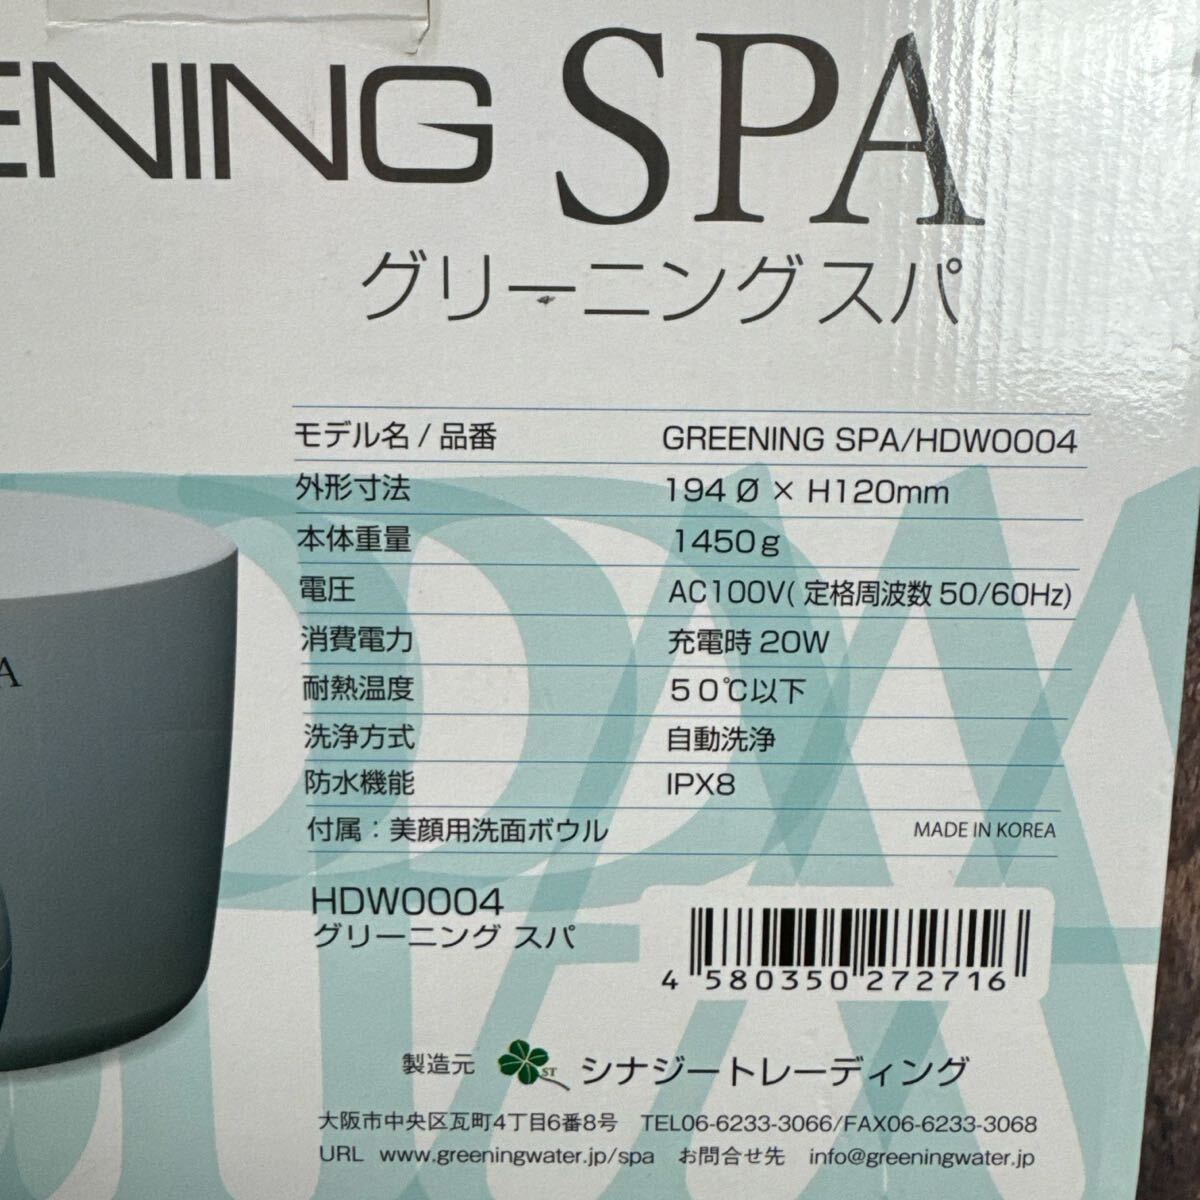 ENING SPA
グリーニングスパ
モデル名 / 品番 GREENING SPA/HDW0004
外形寸法 194 Ø × H120mm
本体重量 1450g
電圧 AC100V( 定格周波数 50/60Hz)
消費電力 充電時 20W
耐熱温度 50℃以下
洗浄方式 自動洗浄
防水機能 IPX8
付属：美顔用洗面ボウル MADE IN KOREA
A
HDW0004
グリーニング スパ
4 580350 272716
製造元 ST シナジートレーディング
大阪市中央区瓦町4丁目6番8号 TEL06-6233-3066/FAX06-6233-3068
URL www.greeningwater.jp/spa お問合せ先 info@greeningwater.jp